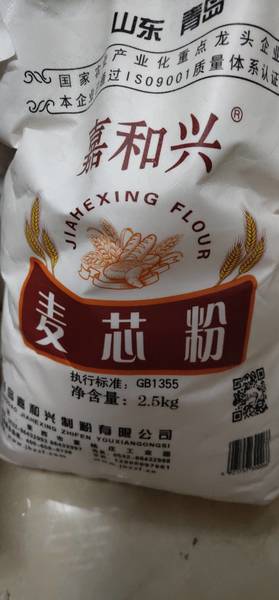 山东 青岛
国家 产业化重点龙头企业
本企业 通过ISO9001质量体系认证
嘉和兴®
JIAHEXING FLOUR
麦芯粉
执行标准：GB1355
净含量：2.5kg
嘉和兴制粉有限公司
JIAHEXING ZHIFEN YOUXIANGONGSI